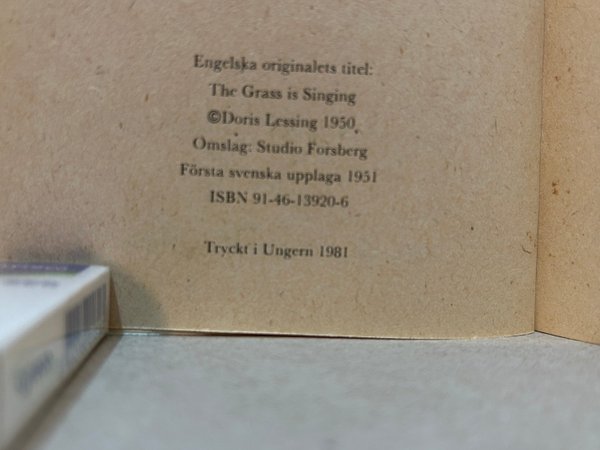 Engelska originalets titel:
The Grass is Singing
©Doris Lessing 1950
Omslag: Studio Forsberg
Första svenska upplaga 1951
ISBN 91-46-13920-6
Tryckt i Ungern 1981